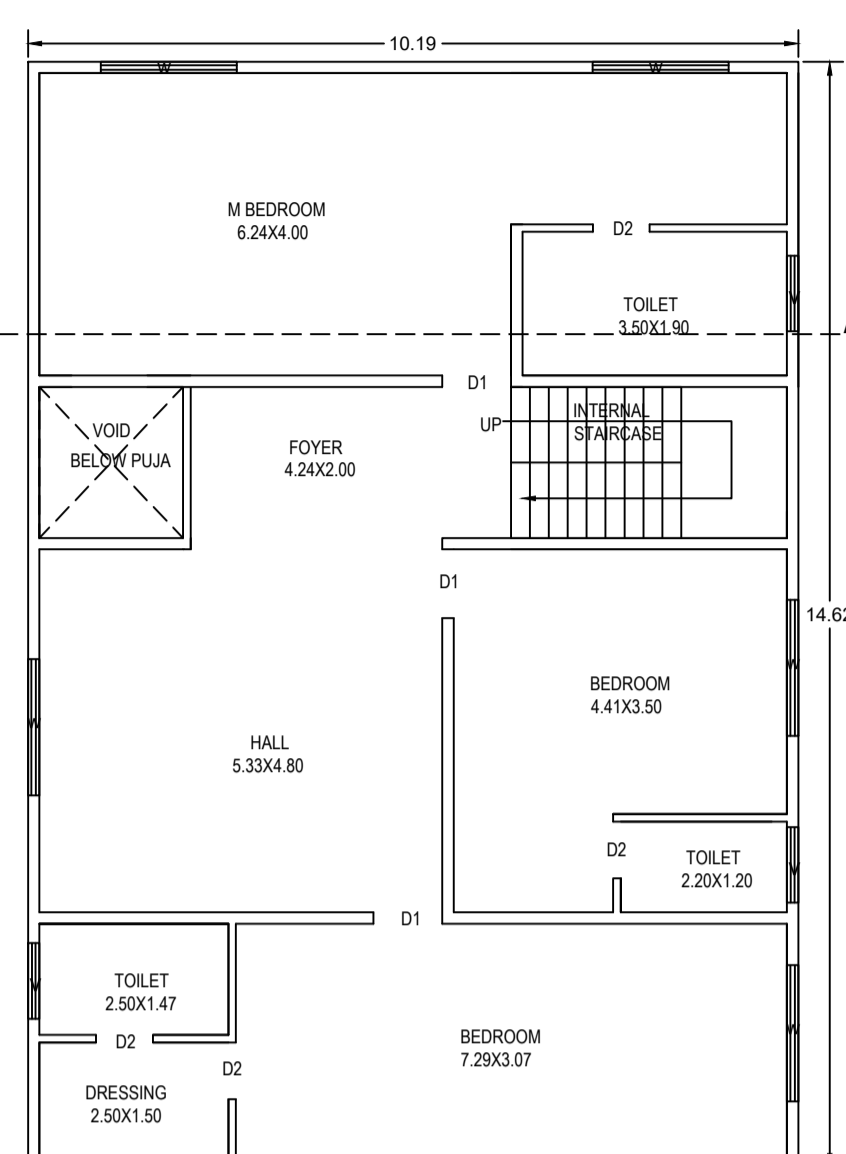 10.19
W
W
M BEDROOM
6.24X4.00
D2
TOILET
3.50X1.90
D1
VOID
BELOW PUJA
FOYER
4.24X2.00
UP
INTERNAL
STAIRCASE
D1
14.62
W
BEDROOM
4.41X3.50
W
HALL
5.33X4.80
D2
TOILET
2.20X1.20
D1
TOILET
2.50X1.47
D2
BEDROOM
7.29X3.07
W
D2
DRESSING
2.50X1.50